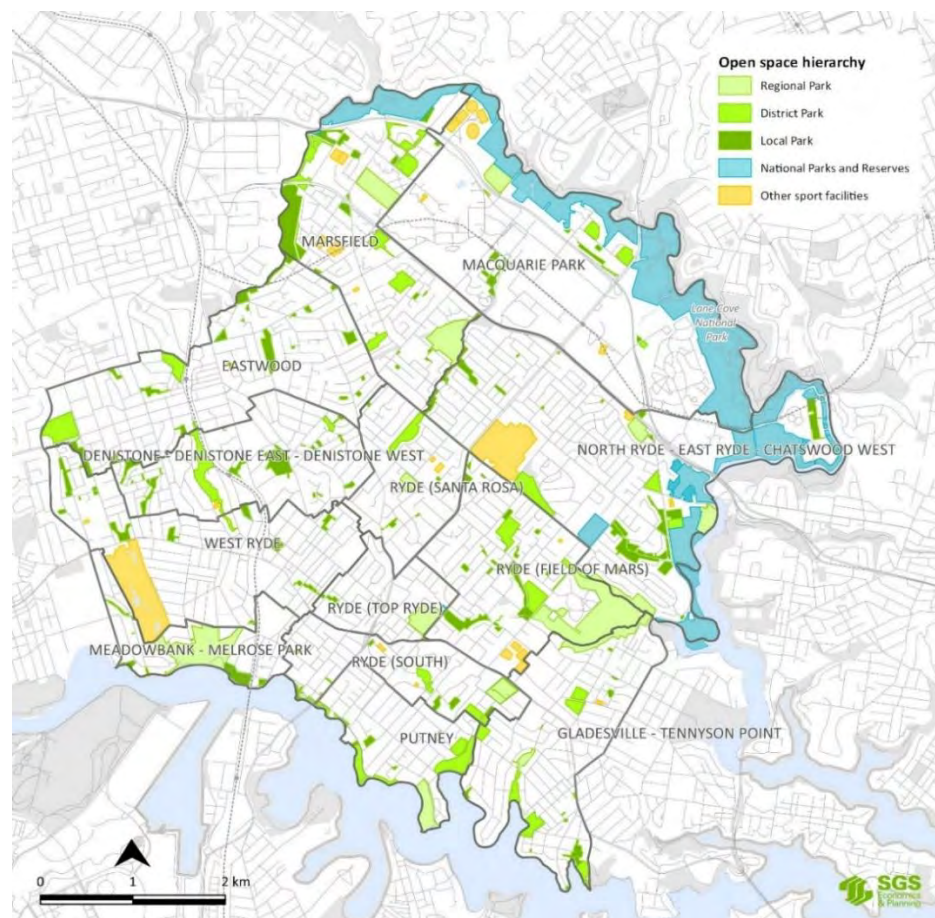 Open space hierarchy
Regional Park
District Park
Local Park
National Parks and Reserves
Other sport facilities
MARSFIELD
MACQUARIE PARK
Lane Cove
National
Park
EASTWOOD
DENISTONE - DENISTONE EAST - DENISTONE WEST
NORTH RYDE - EAST RYDE - CHATSWOOD WEST
RYDE (SANTA ROSA)
WEST RYDE
RYDE (FIELD OF MARS)
RYDE (TOP RYDE)
MEADOWBANK - MELROSE PARK
RYDE (SOUTH)
PUTNEY
GLADESVILLE - TENNYSON POINT
0 1 2 km
SGS
Economics
& Planning